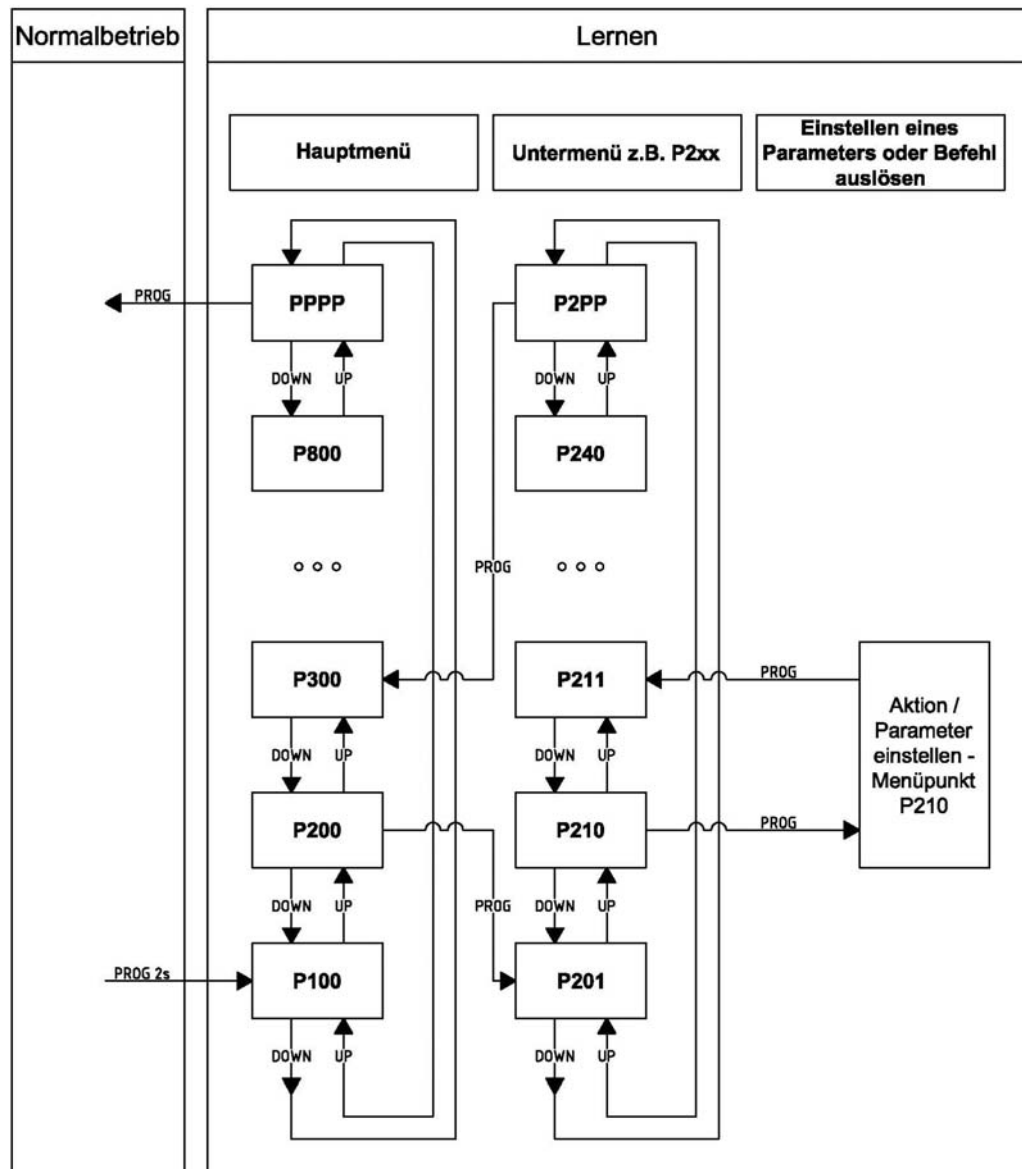 Normalbetrieb
Lernen
Hauptmenü
Untermenü z.B. P2xx
Einstellen eines
Parameters oder Befehl
auslösen
PPPP
P2PP
PROG
DOWN
UP
DOWN
UP
P800
P240
PROG
P300
P211
PROG
DOWN
UP
DOWN
UP
Aktion /
Parameter
einstellen -
Menüpunkt
P210
P200
P210
PROG
DOWN
UP
PROG
DOWN
UP
PROG 2s
P100
P201
DOWN
UP
DOWN
UP